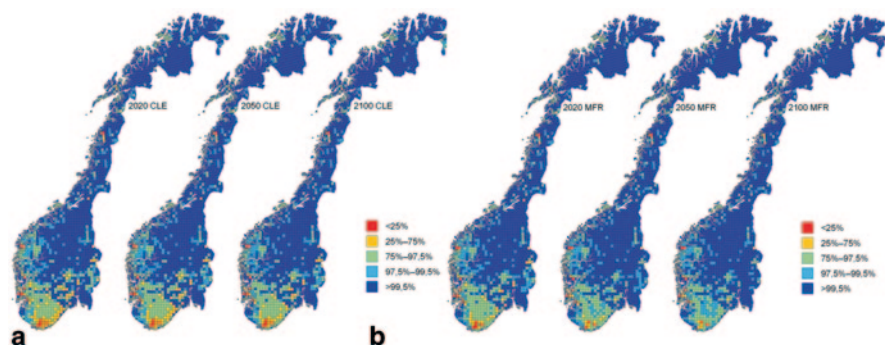 2020 CLE
2050 CLE
2100 CLE
<25%
25%–75%
75%–97,5%
97,5%–99,5%
>99,5%
a
2020 MFR
2050 MFR
2100 MFR
<25%
25%–75%
75%–97,5%
97,5%–99,5%
>99,5%
b